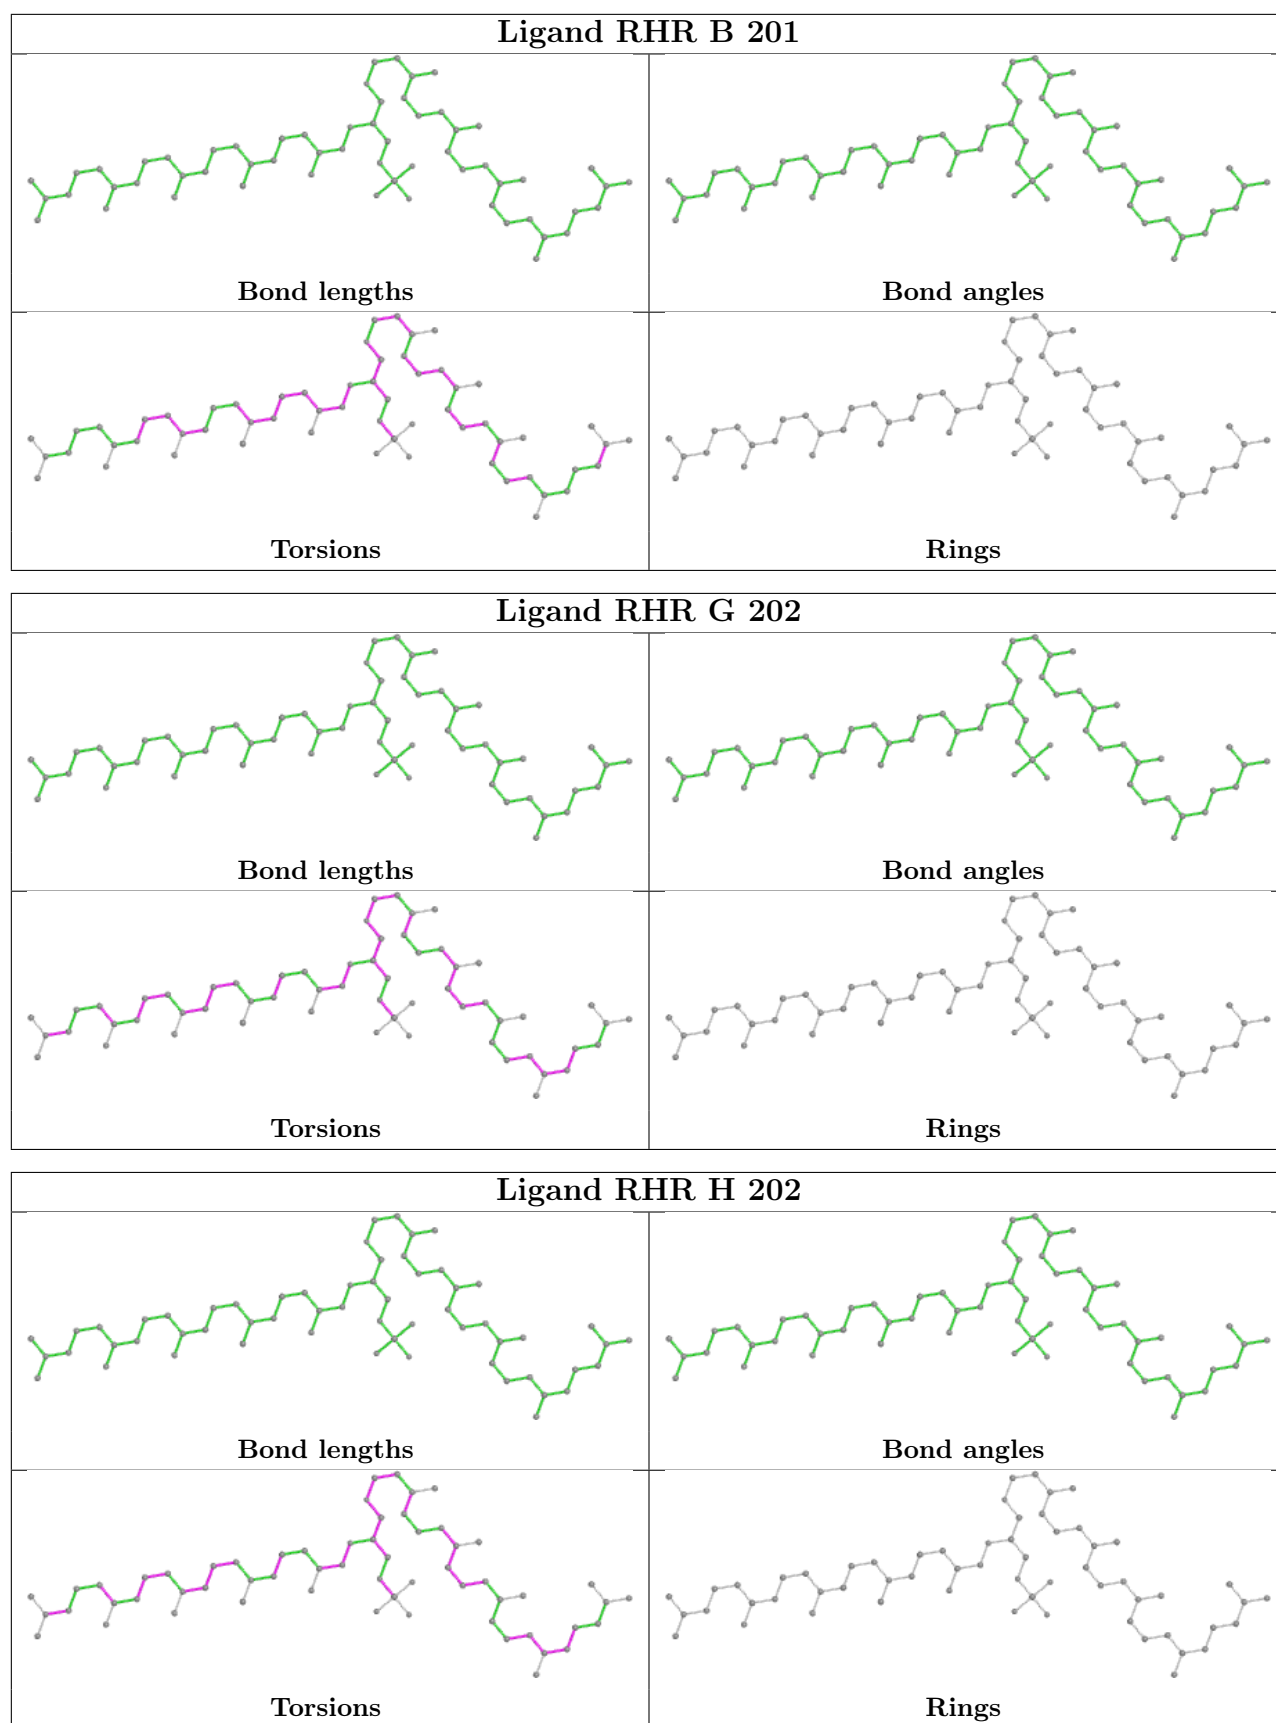 Ligand RHR B 201
Bond lengths
Bond angles
Torsions
Rings
Ligand RHR G 202
Bond lengths
Bond angles
Torsions
Rings
Ligand RHR H 202
Bond lengths
Bond angles
Torsions
Rings